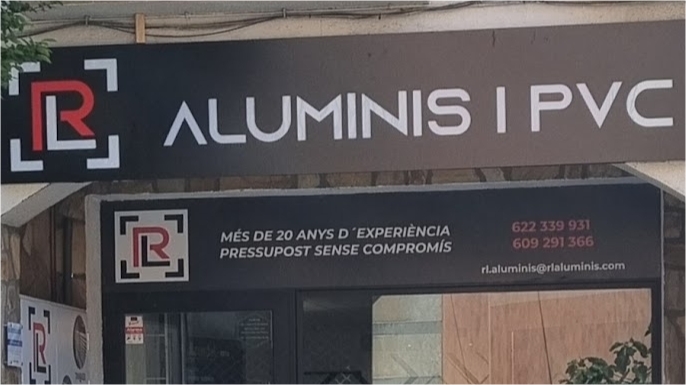 RL ALUMINIS I PVC
RL
MÉS DE 20 ANYS D´EXPERIÈNCIA
PRESSUPOST SENSE COMPROMÍS
622 339 931
609 291 366
rl.aluminis@rlaluminis.com
RL